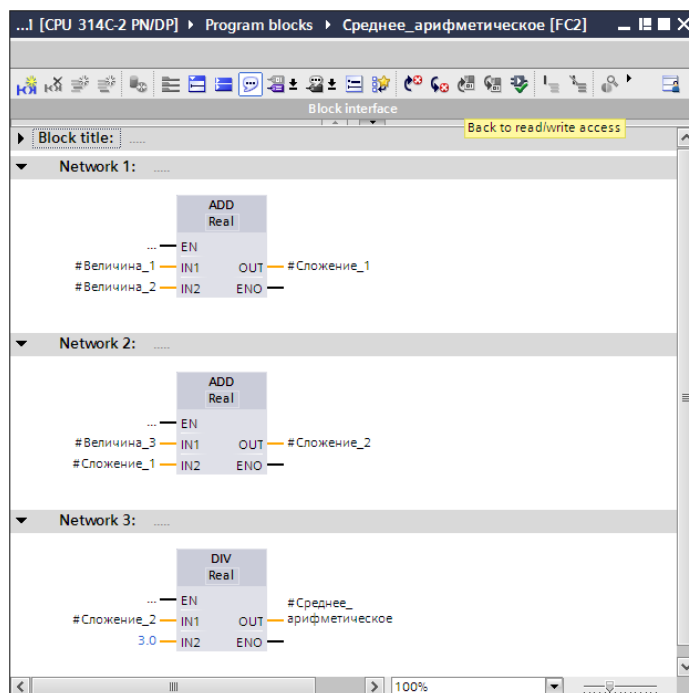 ...1 [CPU 314C-2 PN/DP] ▸ Program blocks ▸ Среднее_арифметическое [FC2]
Block interface
Back to read/write access
Block title: .....
Network 1: .....
ADD
Real
... EN
#Величина_1 IN1 OUT #Сложение_1
#Величина_2 IN2 ENO
Network 2: .....
ADD
Real
... EN
#Величина_3 IN1 OUT #Сложение_2
#Сложение_1 IN2 ENO
Network 3: .....
DIV
Real
... EN #Среднее_
#Сложение_2 IN1 OUT арифметическое
3.0 IN2 ENO
100%